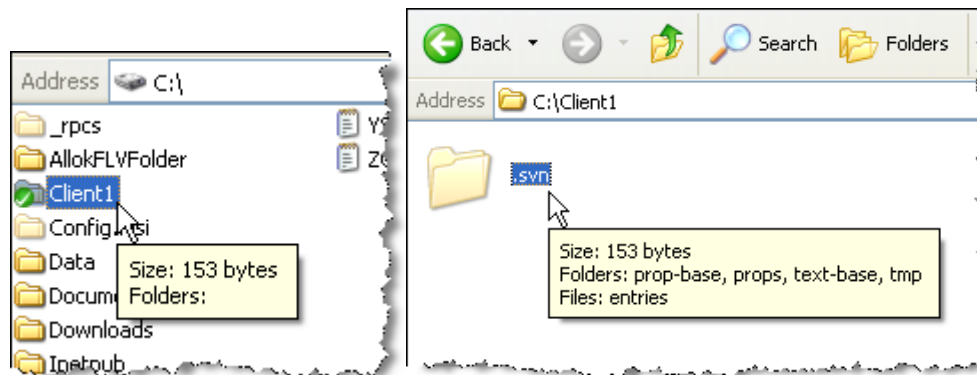 Address C:\
_rpcs
AllokFLVFolder
Client1
Data
Size: 153 bytes
Folders:
Downloads
Back Search Folders
Address C:\Client1
.svn
Size: 153 bytes
Folders: prop-base, props, text-base, tmp
Files: entries